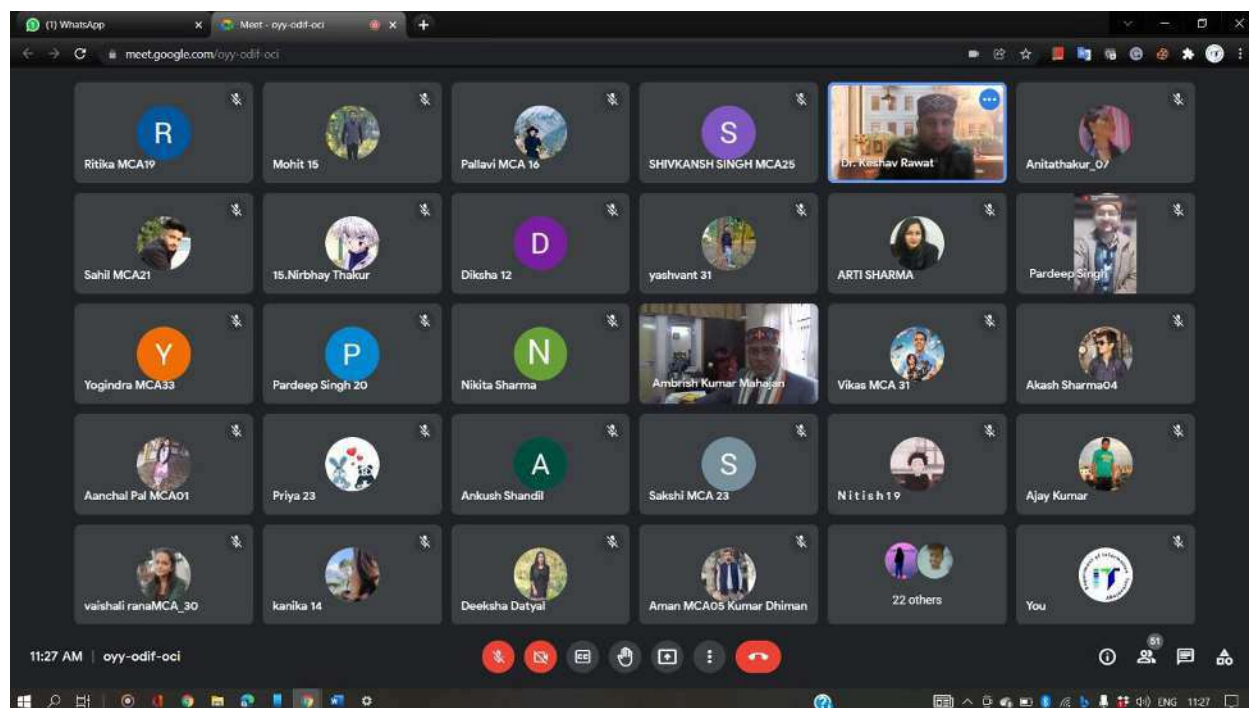 (1) WhatsApp
Meet - oyy-odif-oci
meet.google.com/oyy-odif-oci
R
S
Ritika MCA19
Mohit 15
Pallavi MCA 16
SHIVKANSH SINGH MCA25
Dr. Keshav Rawat
Anitathakur_07
D
Sahil MCA21
15.Nirbhay Thakur
Diksha 12
yashvant 31
ARTI SHARMA
Pardeep Singh
Y
P
N
Yogindra MCA33
Pardeep Singh 20
Nikita Sharma
Ambrish Kumar Mahajan
Vikas MCA 31
Akash Sharma04
A
S
Aanchal Pal MCA01
Priya 23
Ankush Shandil
Sakshi MCA 23
Nitish19
Ajay Kumar
IT
vaishali ranaMCA_30
kanika 14
Deeksha Datyal
Aman MCA05 Kumar Dhiman
22 others
You
11:27 AM | oyy-odif-oci
CC
51
ENG 11:27